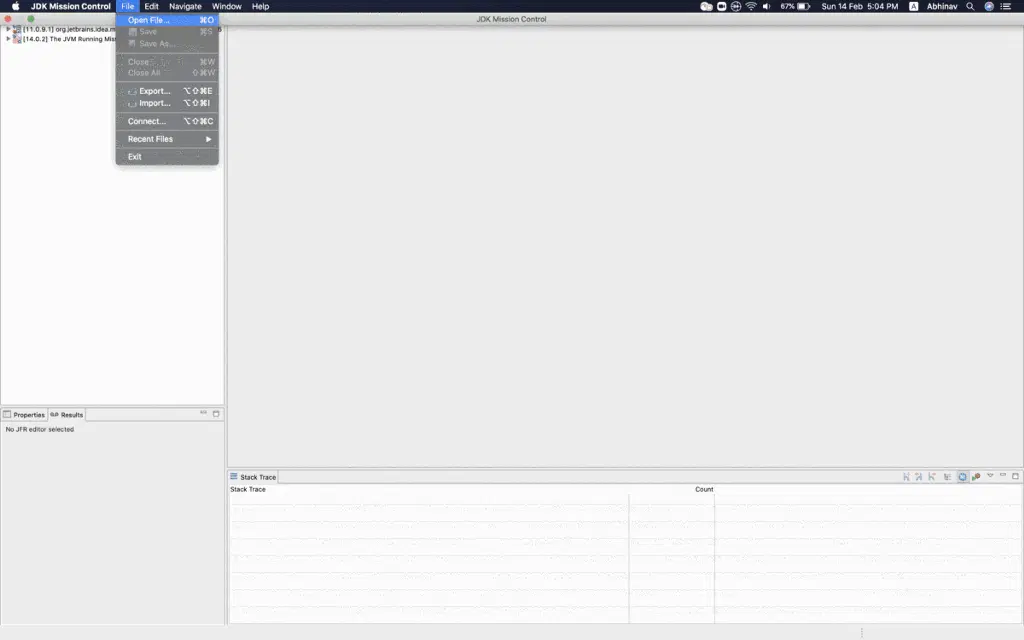 JDK Mission Control File Edit Navigate Window Help 67% Sun 14 Feb 5:04 PM A Abhinav
JDK Mission Control
Open File... ⌘O
Save ⌘S
Save As...
Close ⌘W
Close All ⇧⌘W
Export... ⌥⇧⌘E
Import... ⌥⇧⌘I
Connect... ⌥⇧⌘C
Recent Files
Exit
[11.0.9.1] org.jetbrains.idea.m
[14.0.2] The JVM Running Mis
Properties Results
No JFR editor selected
Stack Trace
Stack Trace Count